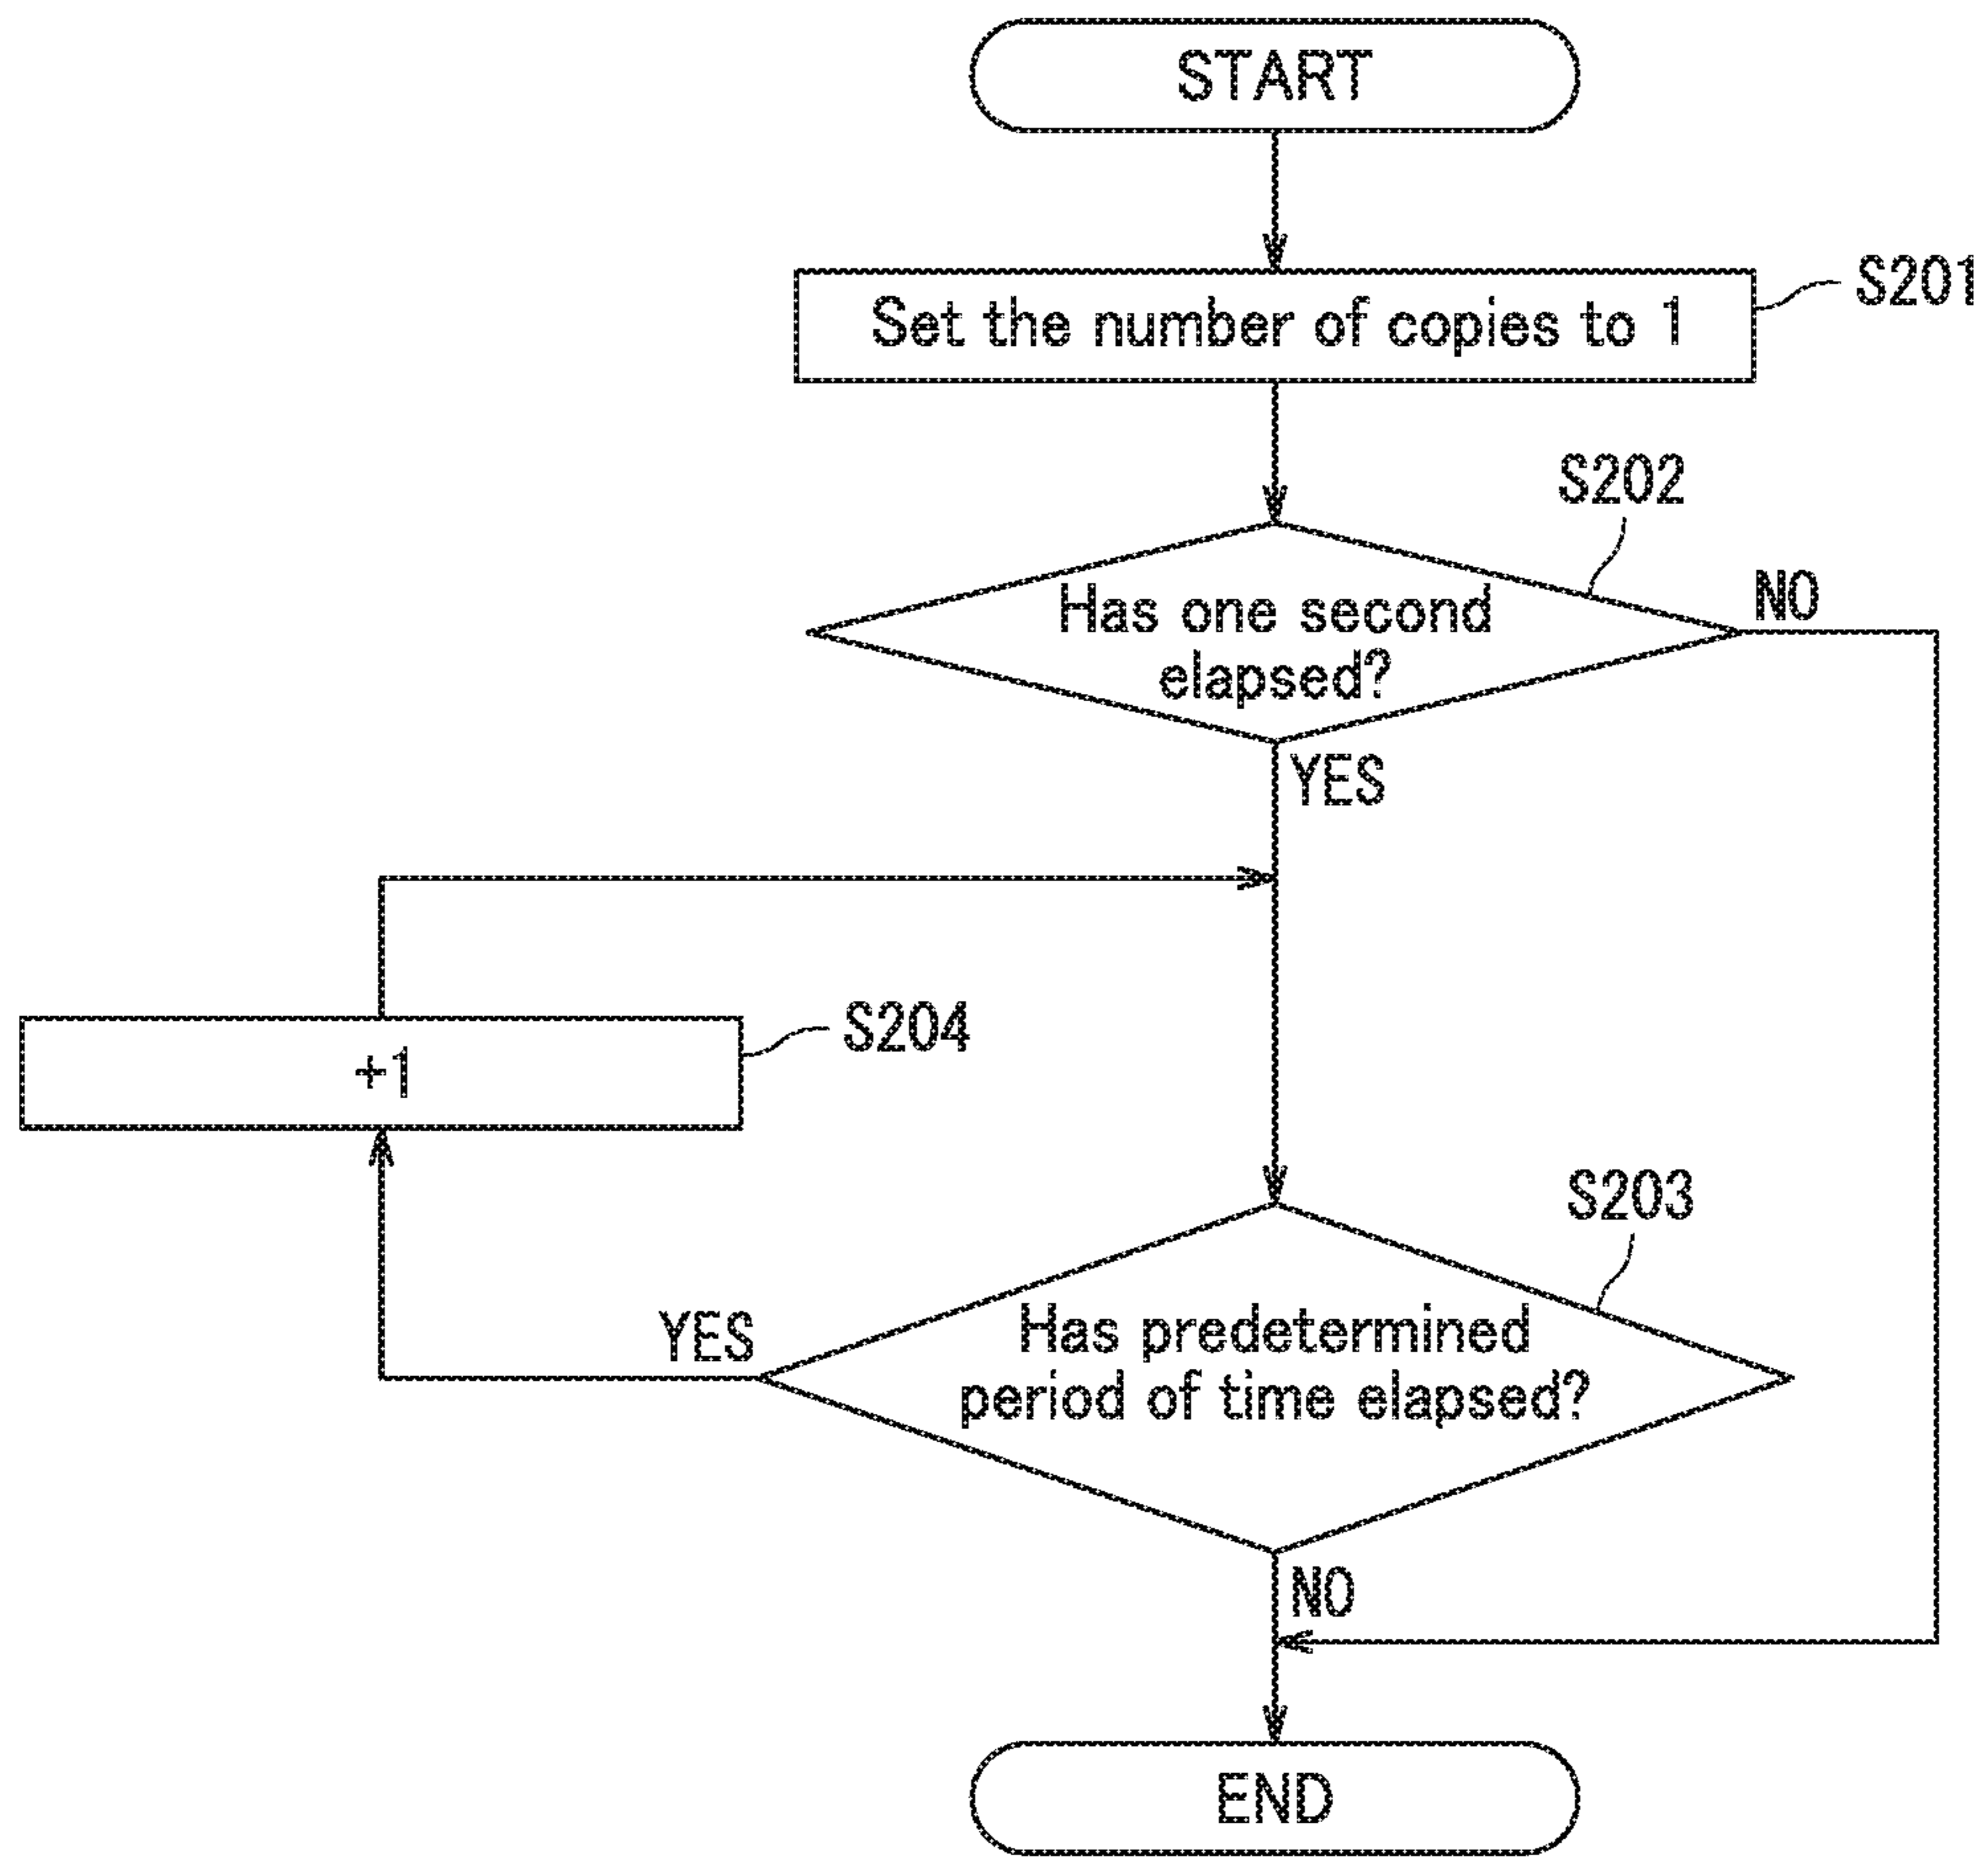 START
Set the number of copies to 1
S201
S202
Has one second
elapsed?
NO
YES
+1
S204
S203
Has predetermined
period of time elapsed?
YES
NO
END